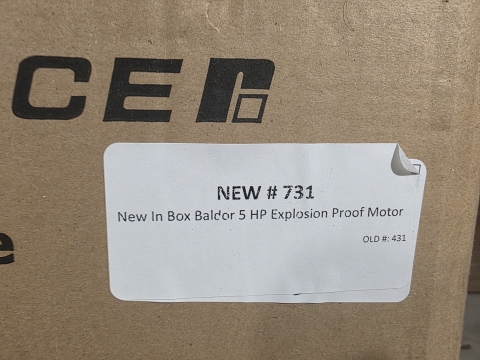 CE
NEW # 731
New In Box Baldor 5 HP Explosion Proof Motor
OLD #: 431
e